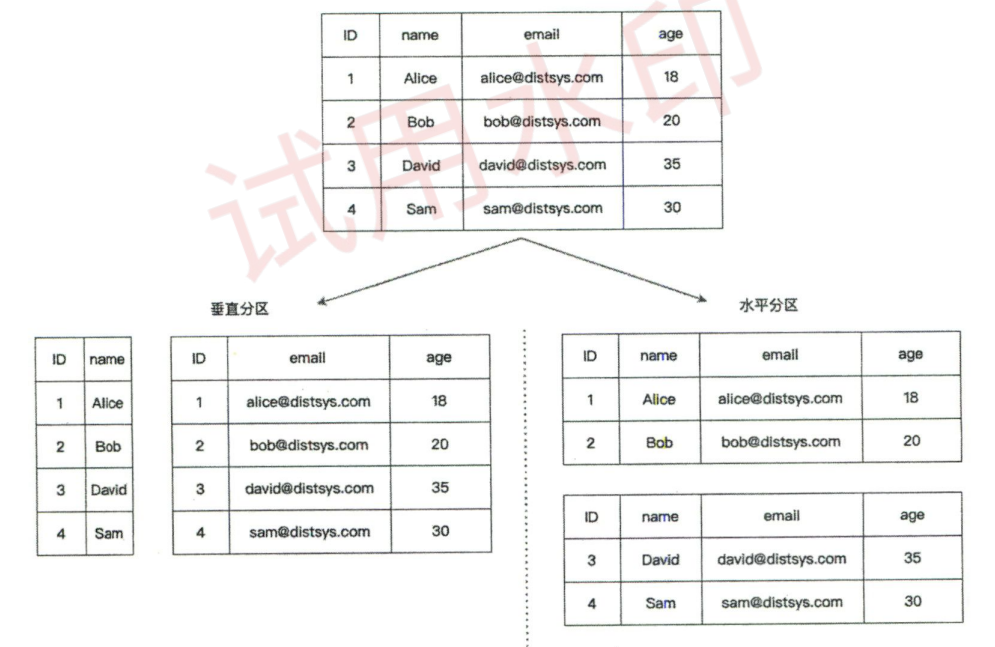 ID name email age
1 Alice alice@distsys.com 18
2 Bob bob@distsys.com 20
3 David david@distsys.com 35
4 Sam sam@distsys.com 30
试用水印
垂直分区
ID name
1 Alice
2 Bob
3 David
4 Sam
ID email age
1 alice@distsys.com 18
2 bob@distsys.com 20
3 david@distsys.com 35
4 sam@distsys.com 30
水平分区
ID name email age
1 Alice alice@distsys.com 18
2 Bob bob@distsys.com 20
ID name email age
3 David david@distsys.com 35
4 Sam sam@distsys.com 30